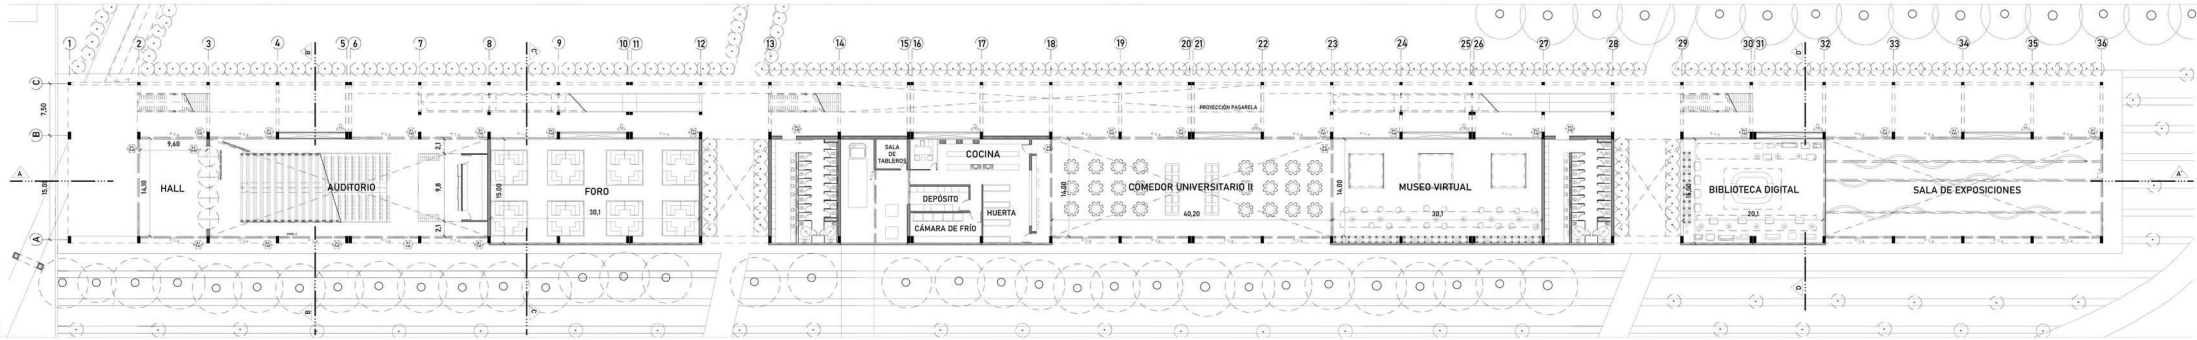 1 2 3 4 5 6 7 8 9 10 11 12 13 14 15 16 17 18 19 20 21 22 23 24 25 26 27 28 29 30 31 32 33 34 35 36
B' C' D'
C
7,50
PROYECCIÓN PASARELA
B
9,60
2,1
SALA
DE
TABLEROS
COCINA
A
15.00
14,10
HALL
AUDITORIO
9,8
15.00
FORO
30,1
DEPÓSITO
HUERTA
CÁMARA DE FRÍO
14.00
COMEDOR UNIVERSITARIO II
40,20
14.00
MUSEO VIRTUAL
30,1
15,00
BIBLIOTECA DIGITAL
20,1
SALA DE EXPOSICIONES
A'
2,1
A
B C D